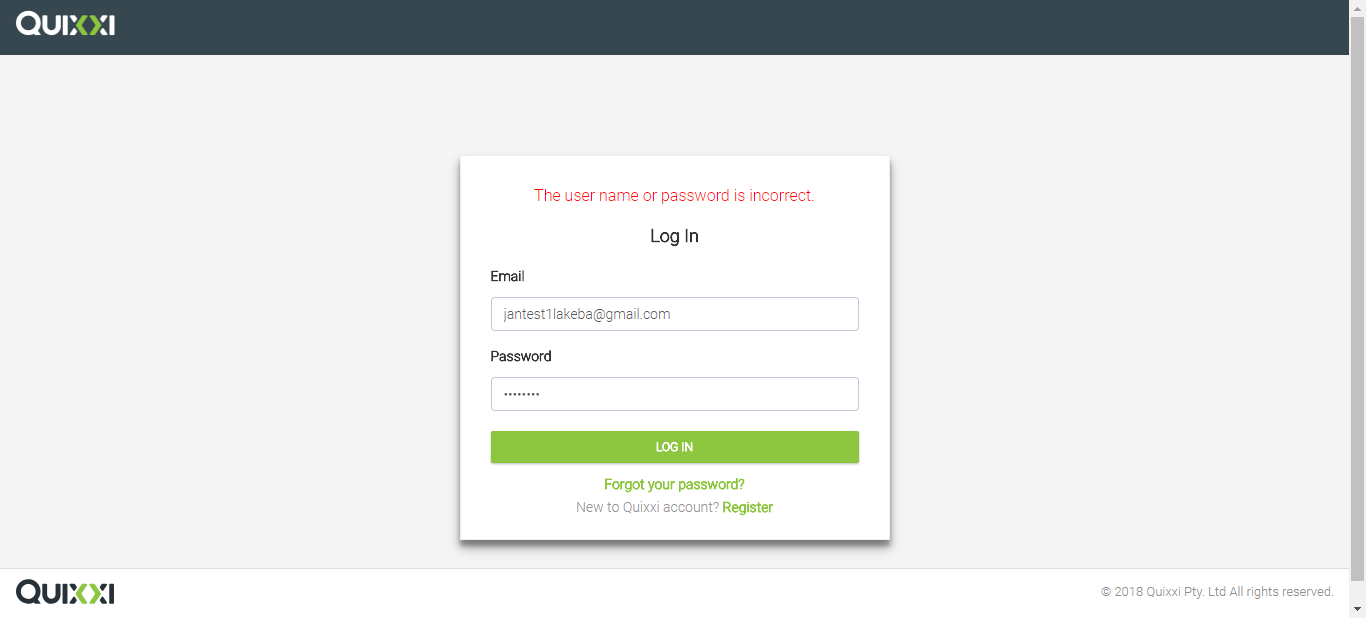 QUIXXI
The user name or password is incorrect.
Log In
Email
jantest1lakeba@gmail.com
Password
••••••••
LOG IN
Forgot your password?
New to Quixxi account? Register
QUIXXI
© 2018 Quixxi Pty. Ltd All rights reserved.